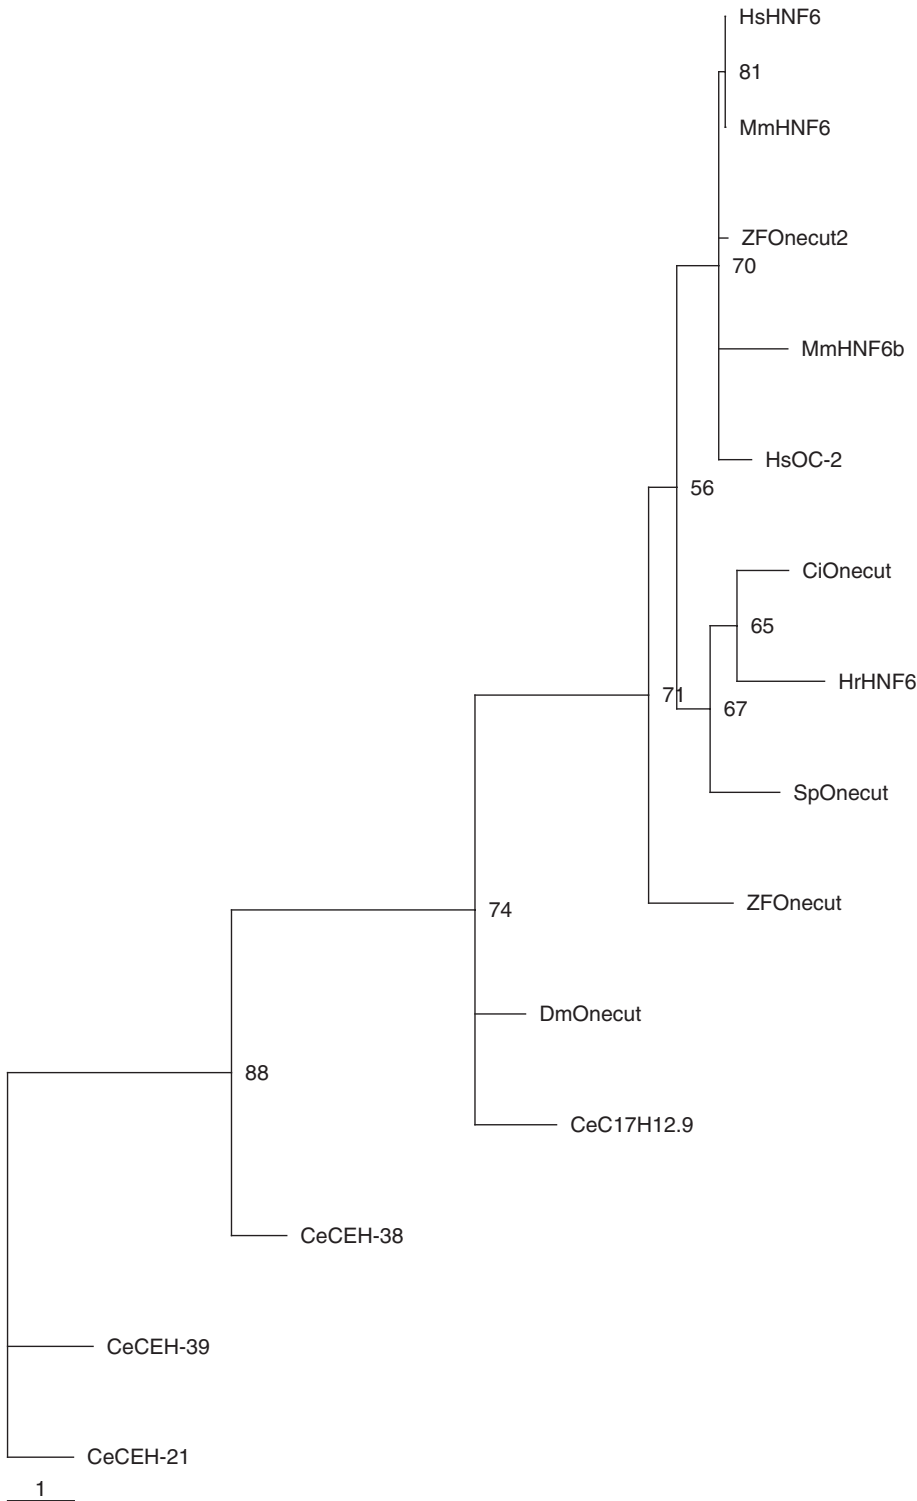 HsHNF6
81
MmHNF6
ZFOnecut2
70
MmHNF6b
HsOC-2
56
CiOnecut
65
HrHNF6
71
67
SpOnecut
ZFOnecut
74
DmOnecut
88
CeC17H12.9
CeCEH-38
CeCEH-39
CeCEH-21
1